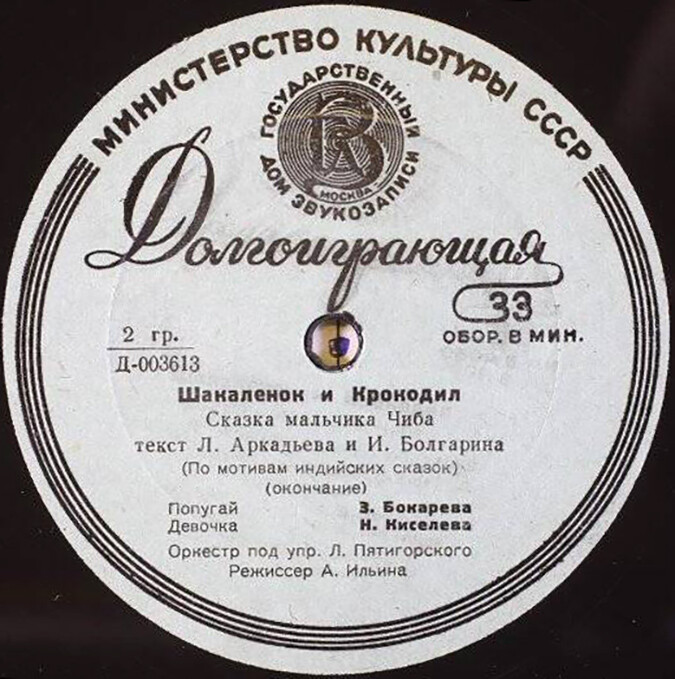 МИНИСТЕРСТВО КУЛЬТУРЫ СССР
ГОСУДАРСТВЕННЫЙ
ДОМ ЗВУКОЗАПИСИ
МОСКВА
Долгоиграющая
33
ОБОР. В МИН.
2 гр.
Д-003613
Шакаленок и Крокодил
Сказка мальчика Чиба
текст Л. Аркадьева и И. Болгарина
(По мотивам индийских сказок)
(окончание)
Попугай З. Бокарева
Девочка Н. Киселева
Оркестр под упр. Л. Пятигорского
Режиссер А. Ильина